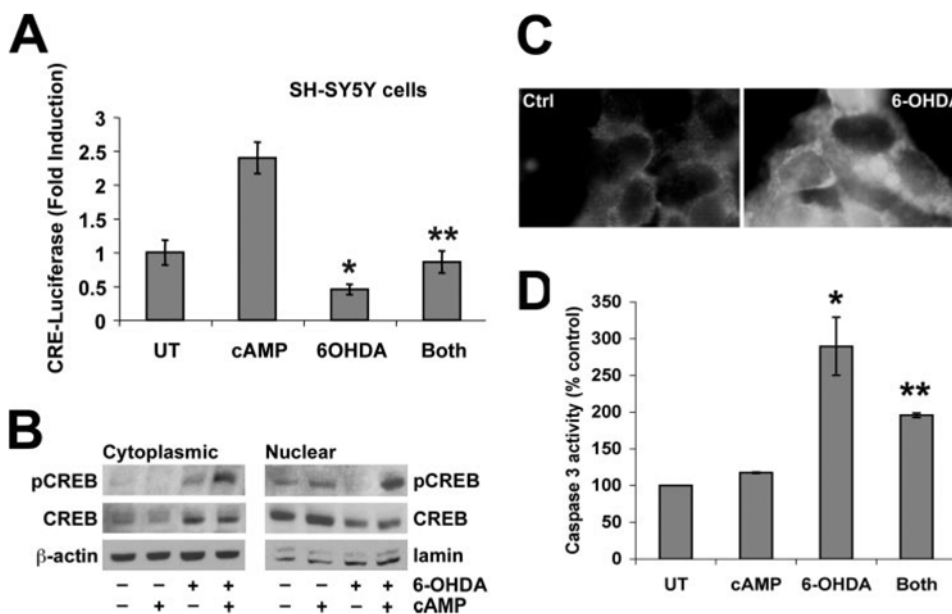 A
SH-SY5Y cells
CRE-Luciferase (Fold Induction)
3
2.5
2
1.5
1
0.5
0
*
**
UT cAMP 6OHDA Both
B
Cytoplasmic Nuclear
pCREB pCREB
CREB CREB
β-actin lamin
– – + + – – + + 6-OHDA
– + – + – + – + cAMP
C
Ctrl 6-OHDA
D
Caspase 3 activity (% control)
350
300
250
200
150
100
50
0
*
**
UT cAMP 6-OHDA Both